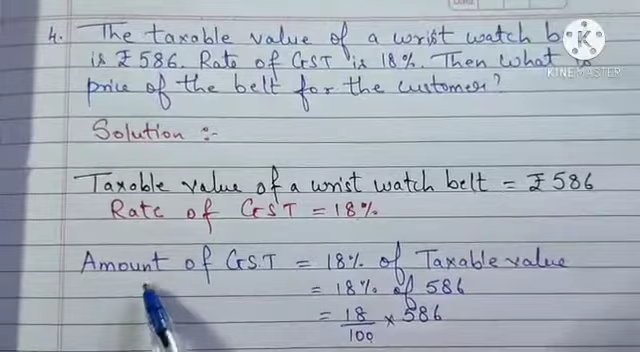 4. The taxable value of a wrist watch b
is ₹ 586. Rate of GST is 18%. Then what is
price of the belt for the customer?
KINEMASTER
Solution :-
Taxable value of a wrist watch belt = ₹ 586
Rate of GST = 18%
Amount of G.S.T = 18% of Taxable value
= 18% of 586
= 18/100 × 586